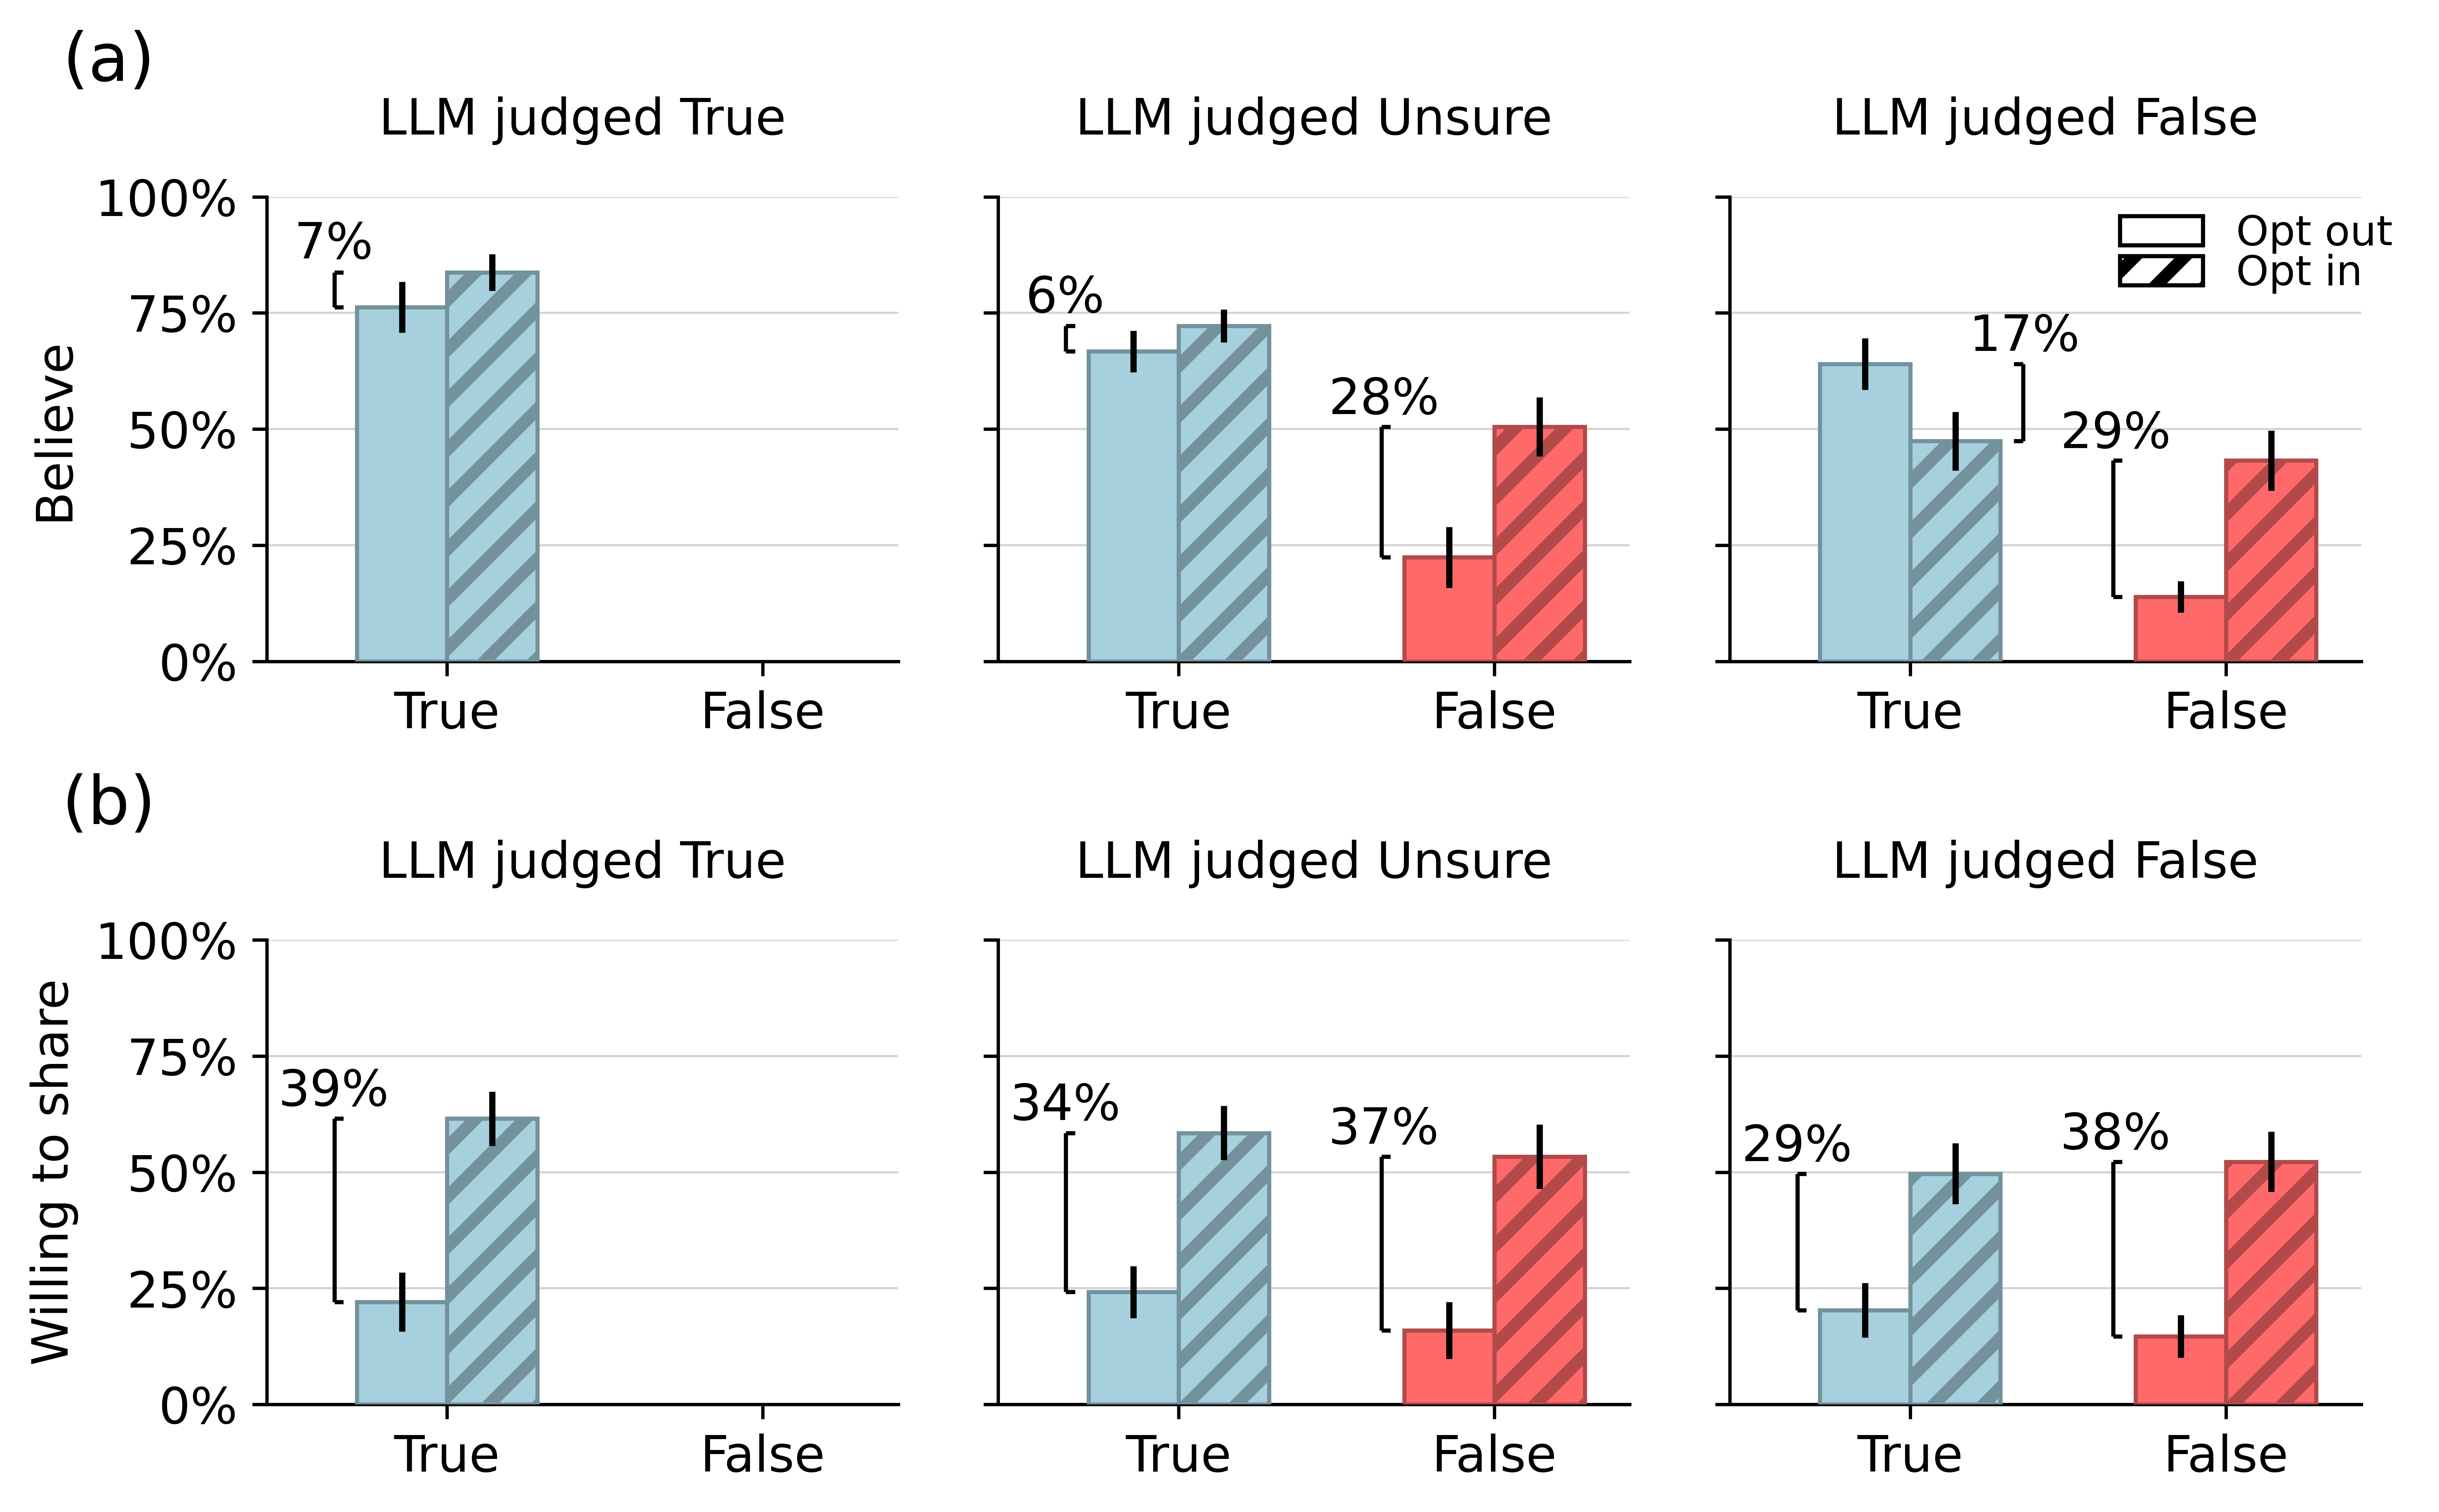 (a)
LLM judged True
LLM judged Unsure
LLM judged False
Believe
100%
75%
50%
25%
0%
7%
6%
28%
17%
29%
Opt out
Opt in
True
False
True
False
True
False
(b)
LLM judged True
LLM judged Unsure
LLM judged False
Willing to share
100%
75%
50%
25%
0%
39%
34%
37%
29%
38%
True
False
True
False
True
False